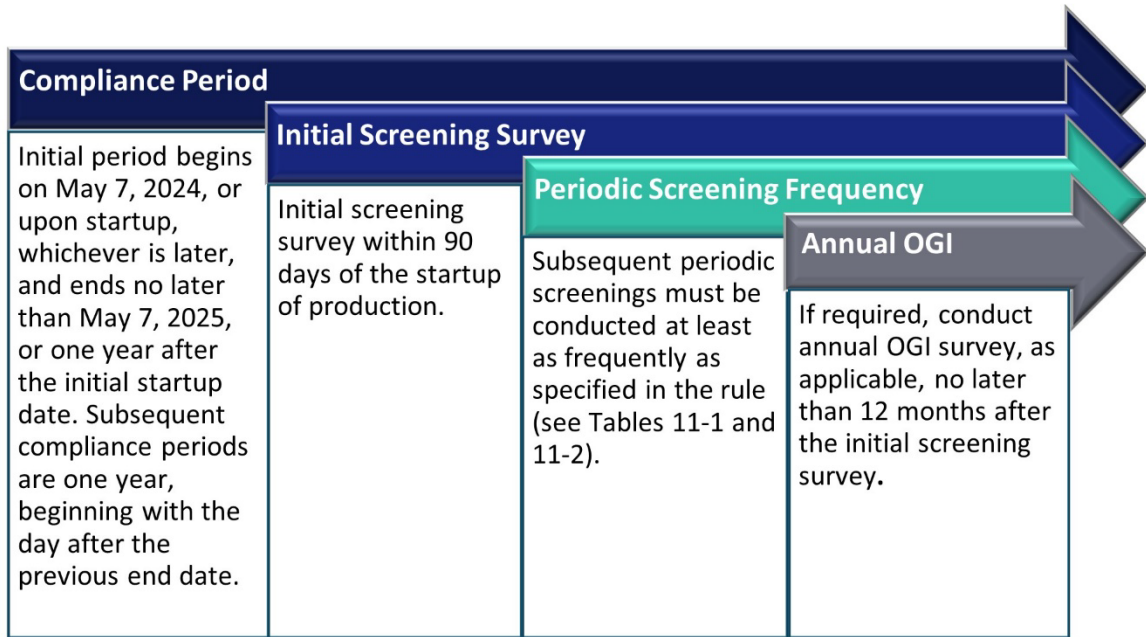 Compliance Period
Initial period begins
on May 7, 2024, or
upon startup,
whichever is later,
and ends no later
than May 7, 2025,
or one year after
the initial startup
date. Subsequent
compliance periods
are one year,
beginning with the
day after the
previous end date.
Initial Screening Survey
Initial screening
survey within 90
days of the startup
of production.
Periodic Screening Frequency
Subsequent periodic
screenings must be
conducted at least
as frequently as
specified in the rule
(see Tables 11-1 and
11-2).
Annual OGI
If required, conduct
annual OGI survey, as
applicable, no later
than 12 months after
the initial screening
survey.